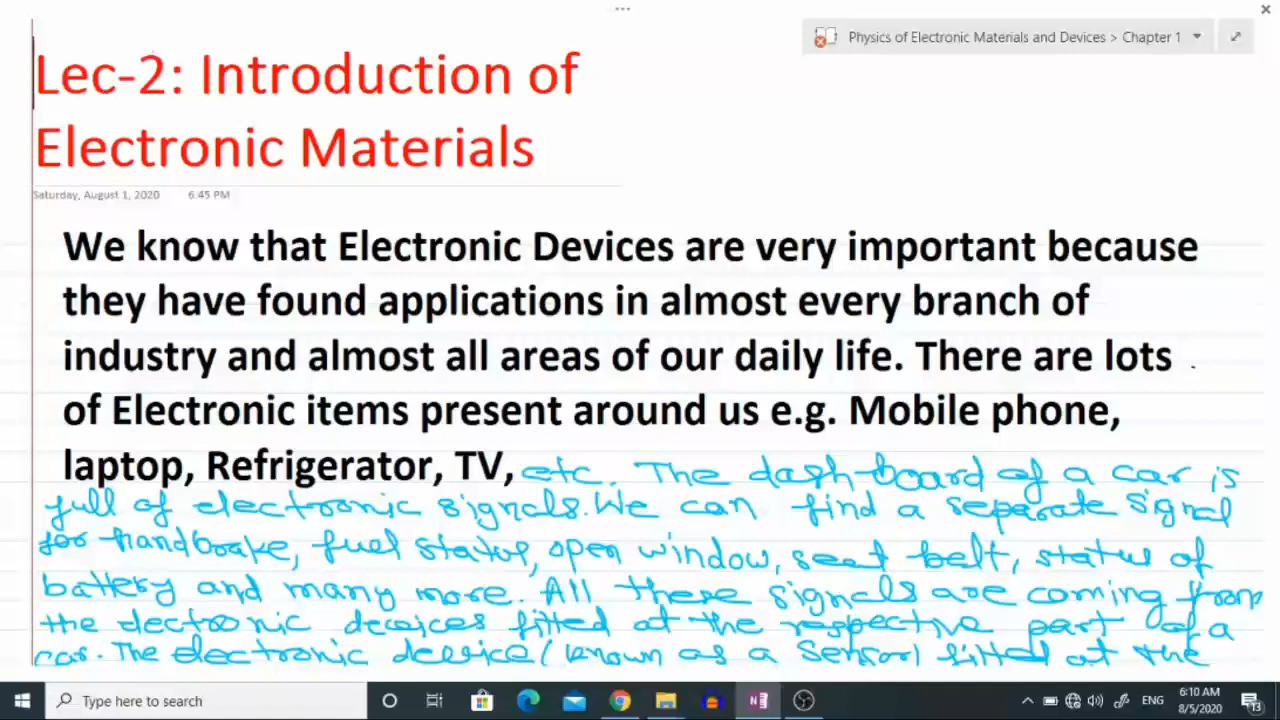 Physics of Electronic Materials and Devices > Chapter 1
Lec-2: Introduction of
Electronic Materials
Saturday, August 1, 2020 6:45 PM
We know that Electronic Devices are very important because
they have found applications in almost every branch of
industry and almost all areas of our daily life. There are lots
of Electronic items present around us e.g. Mobile phone,
laptop, Refrigerator, TV, etc. The dashboard of a car is
full of electronic signals. We can find a separate signal
for handbrake, fuel status, open window, seat belt, status of
battery and many more. All these signals are coming from
the electronic devices fitted at the respective part of a
car. The electronic device (known as a sensor) fitted at the
Type here to search
ENG
6:10 AM
8/5/2020
13